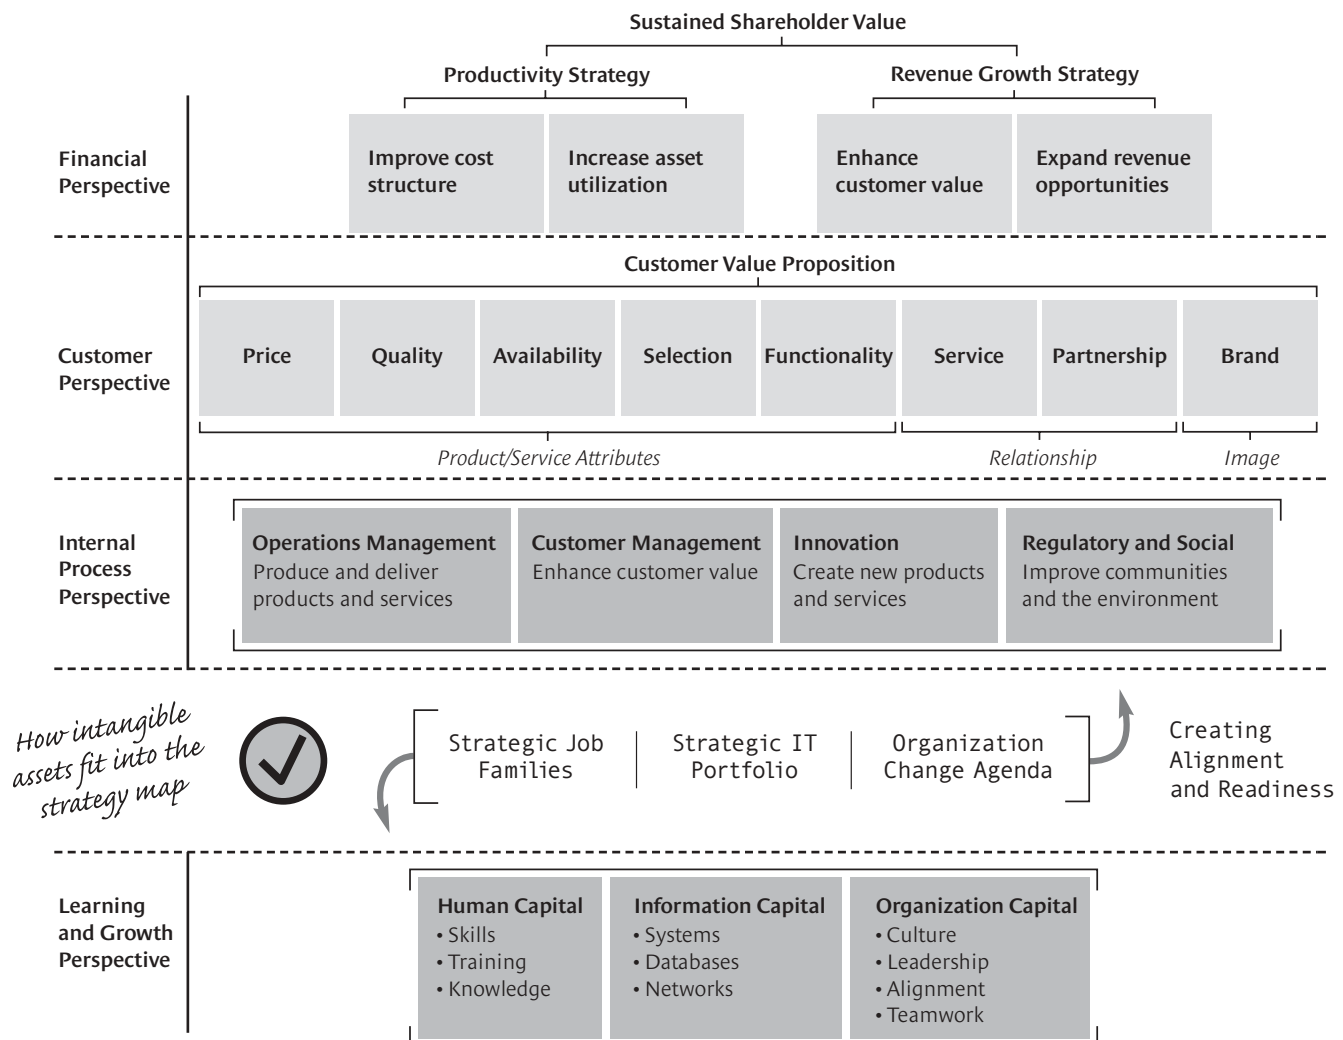 Sustained Shareholder Value
Productivity Strategy
Revenue Growth Strategy
Financial
Perspective
Improve cost
structure
Increase asset
utilization
Enhance
customer value
Expand revenue
opportunities
Customer Value Proposition
Customer
Perspective
Price
Quality
Availability
Selection
Functionality
Service
Partnership
Brand
Product/Service Attributes
Relationship
Image
Internal
Process
Perspective
Operations Management
Produce and deliver
products and services
Customer Management
Enhance customer value
Innovation
Create new products
and services
Regulatory and Social
Improve communities
and the environment
How intangible
assets fit into the
strategy map
Strategic Job
Families
Strategic IT
Portfolio
Organization
Change Agenda
Creating
Alignment
and Readiness
Learning
and Growth
Perspective
Human Capital
• Skills
• Training
• Knowledge
Information Capital
• Systems
• Databases
• Networks
Organization Capital
• Culture
• Leadership
• Alignment
• Teamwork